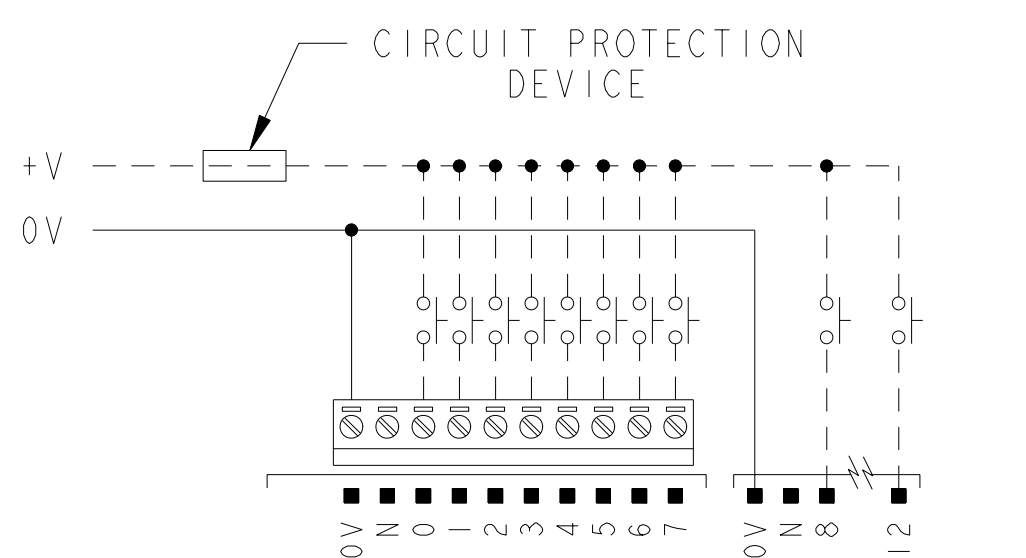 CIRCUIT PROTECTION
DEVICE
+V
0V
0V N 0 1 2 3 4 5 6 7 0V N 8 12